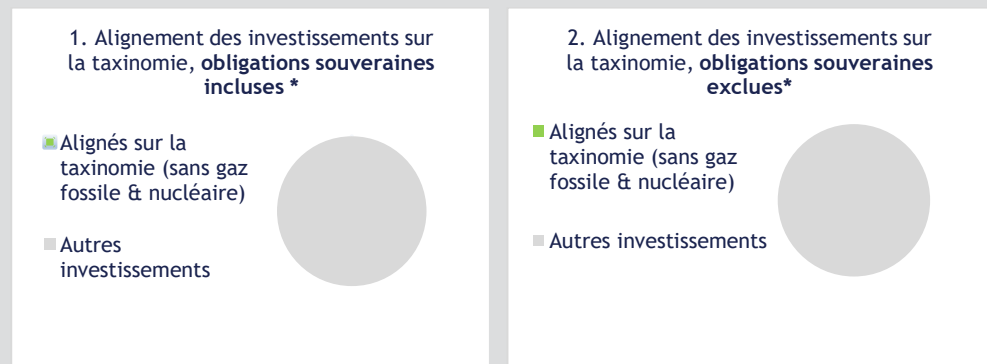 1. Alignement des investissements sur
la taxinomie, obligations souveraines
incluses *
Alignés sur la
taxinomie (sans gaz
fossile & nucléaire)
Autres
investissements
2. Alignement des investissements sur
la taxinomie, obligations souveraines
exclues*
Alignés sur la
taxinomie (sans gaz
fossile & nucléaire)
Autres investissements